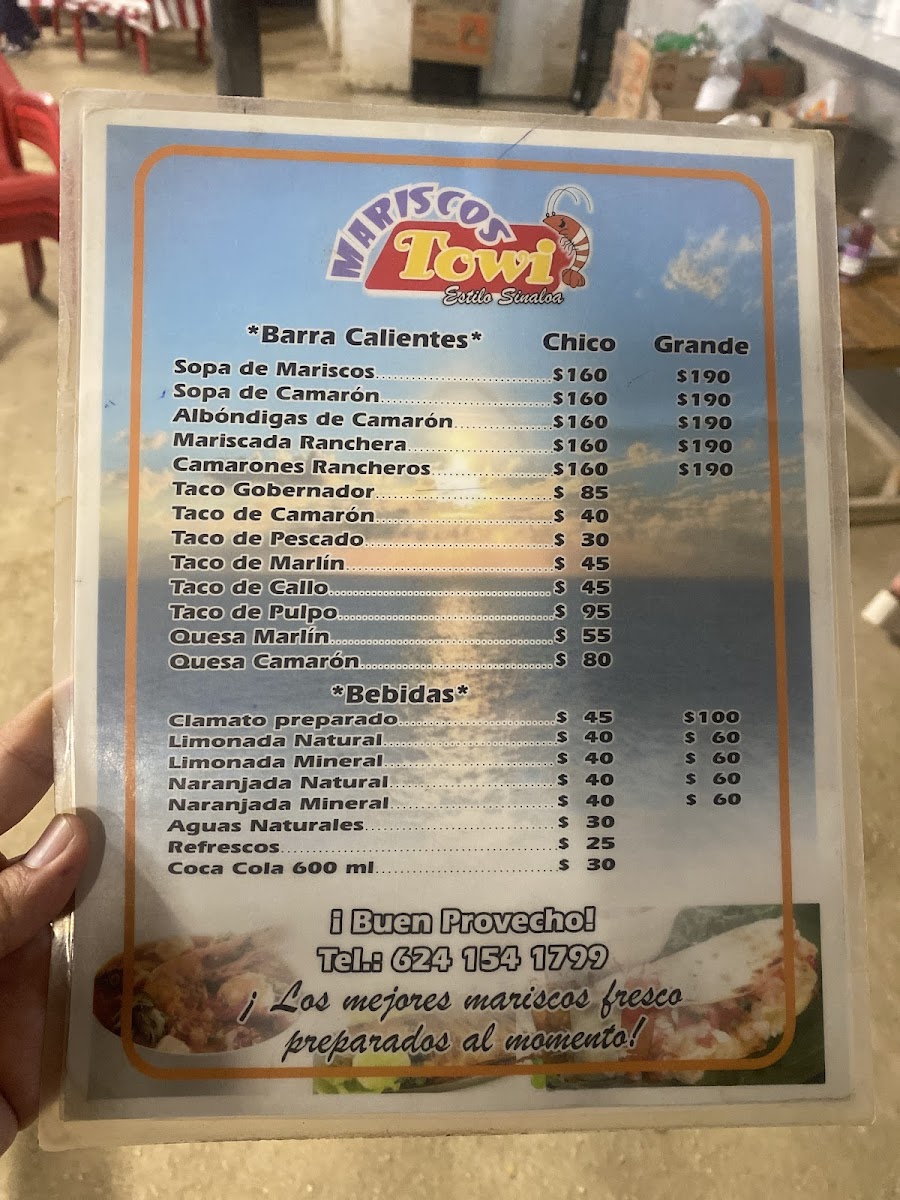 MARISCOS
Towi
Estilo Sinaloa
*Barra Calientes* Chico Grande
Sopa de Mariscos $160 $190
Sopa de Camarón $160 $190
Albóndigas de Camarón $160 $190
Mariscada Ranchera $160 $190
Camarones Rancheros $160 $190
Taco Gobernador $ 85
Taco de Camarón $ 40
Taco de Pescado $ 30
Taco de Marlín $ 45
Taco de Callo $ 45
Taco de Pulpo $ 95
Quesa Marlín $ 55
Quesa Camarón $ 80
*Bebidas*
Clamato preparado $ 45 $100
Limonada Natural $ 40 $ 60
Limonada Mineral $ 40 $ 60
Naranjada Natural $ 40 $ 60
Naranjada Mineral $ 40 $ 60
Aguas Naturales $ 30
Refrescos $ 25
Coca Cola 600 ml $ 30
¡ Buen Provecho!
Tel.: 624 154 1799
¡ Los mejores mariscos fresco
preparados al momento!